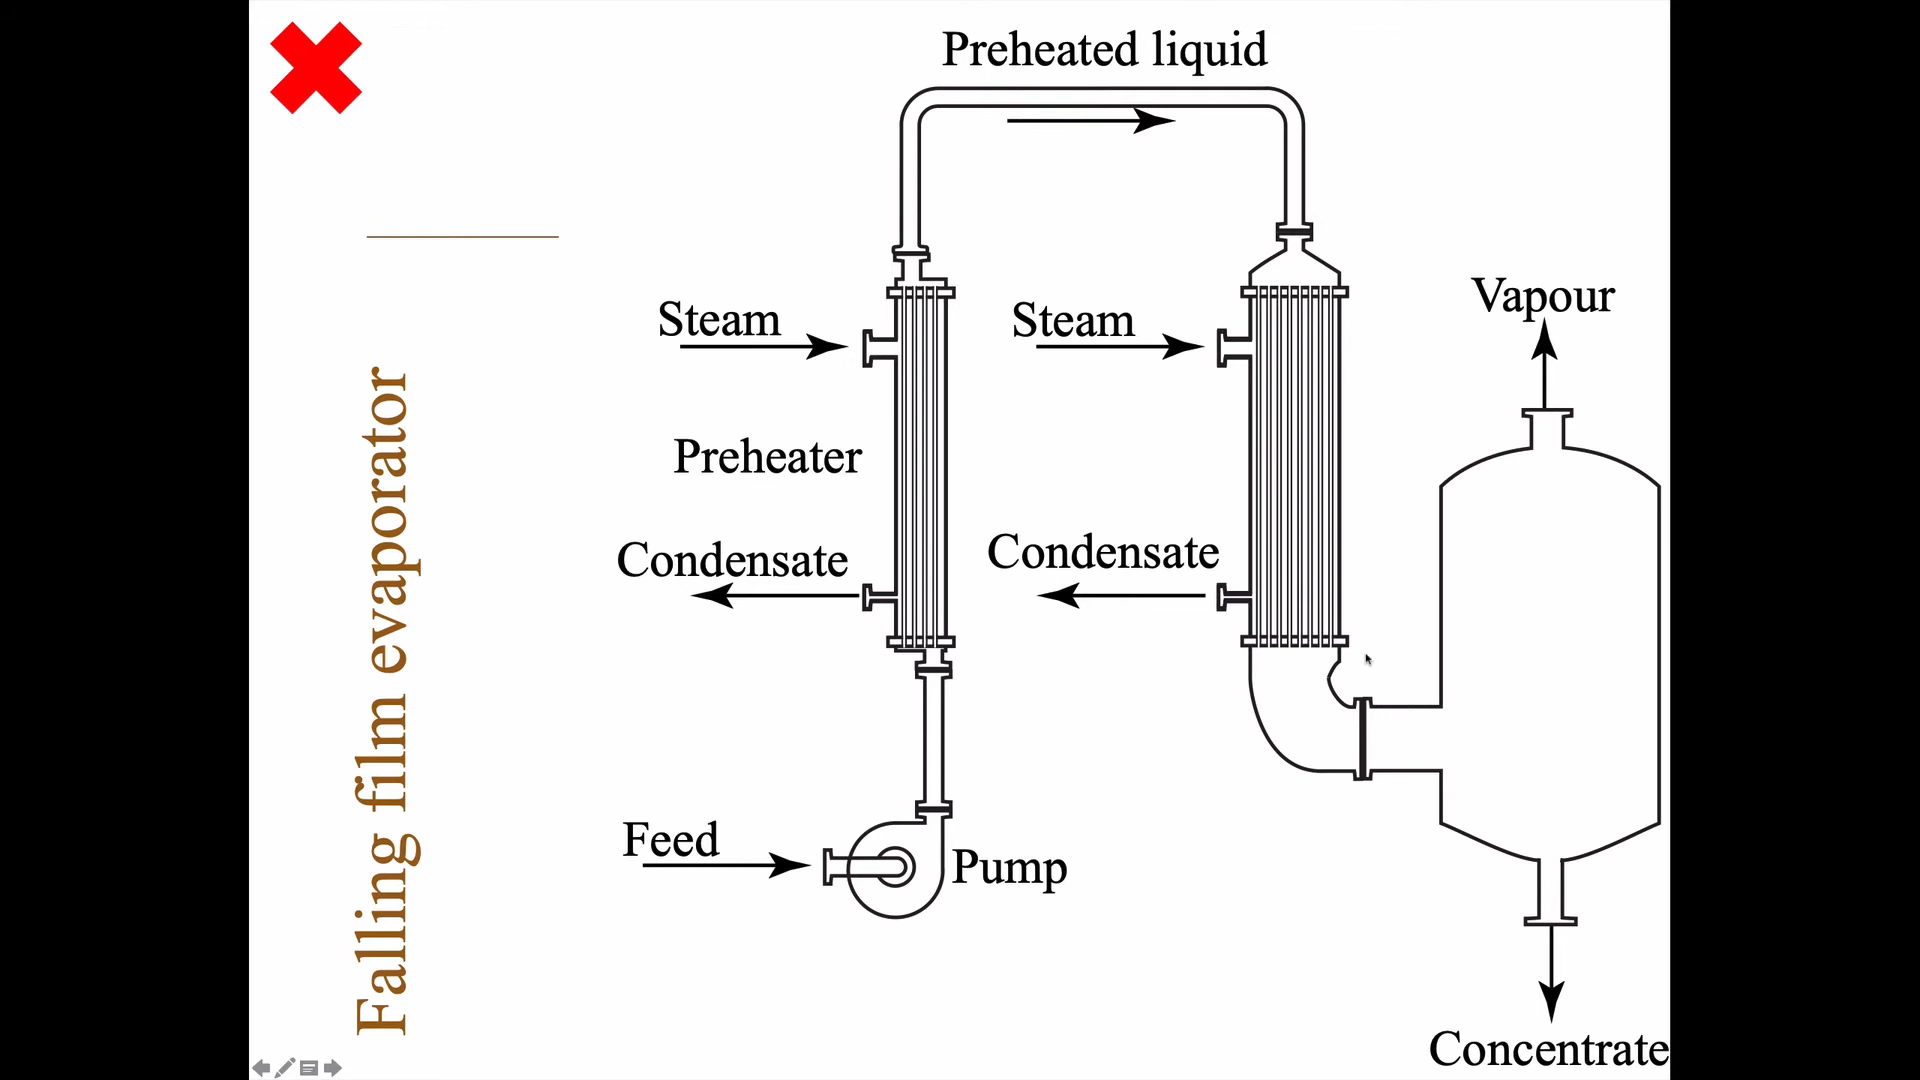 Falling film evaporator
Preheated liquid
Steam
Steam
Vapour
Preheater
Condensate
Condensate
Feed
Pump
Concentrate